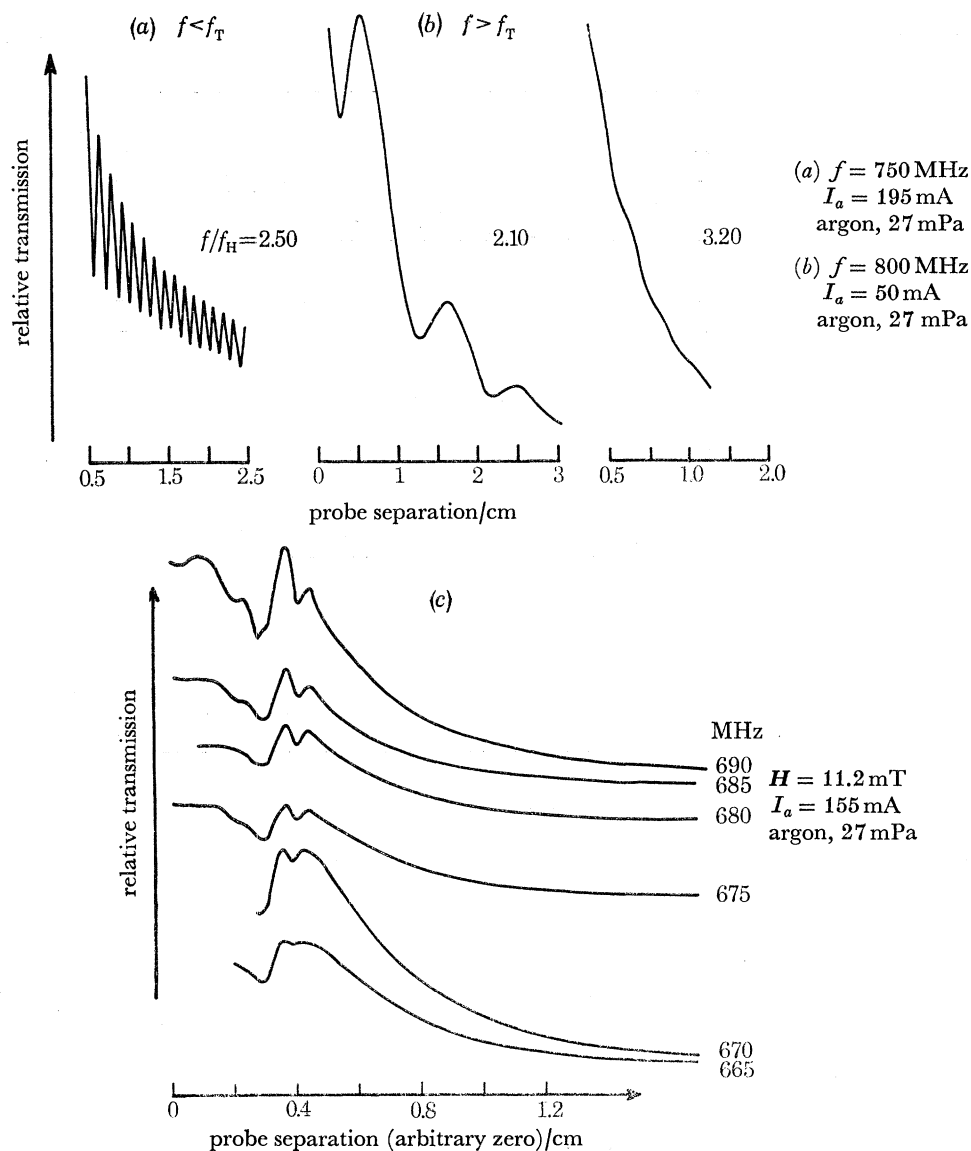 (a) f < f_T
(b) f > f_T
relative transmission
f/f_H=2.50
2.10
3.20
(a) f = 750 MHz
I_a = 195 mA
argon, 27 mPa
(b) f = 800 MHz
I_a = 50 mA
argon, 27 mPa
0.5 1.5 2.5
0 1 2 3
0.5 1.0 2.0
probe separation/cm
(c)
relative transmission
MHz
690
685
680
675
670
665
H = 11.2 mT
I_a = 155 mA
argon, 27 mPa
0 0.4 0.8 1.2
probe separation (arbitrary zero)/cm